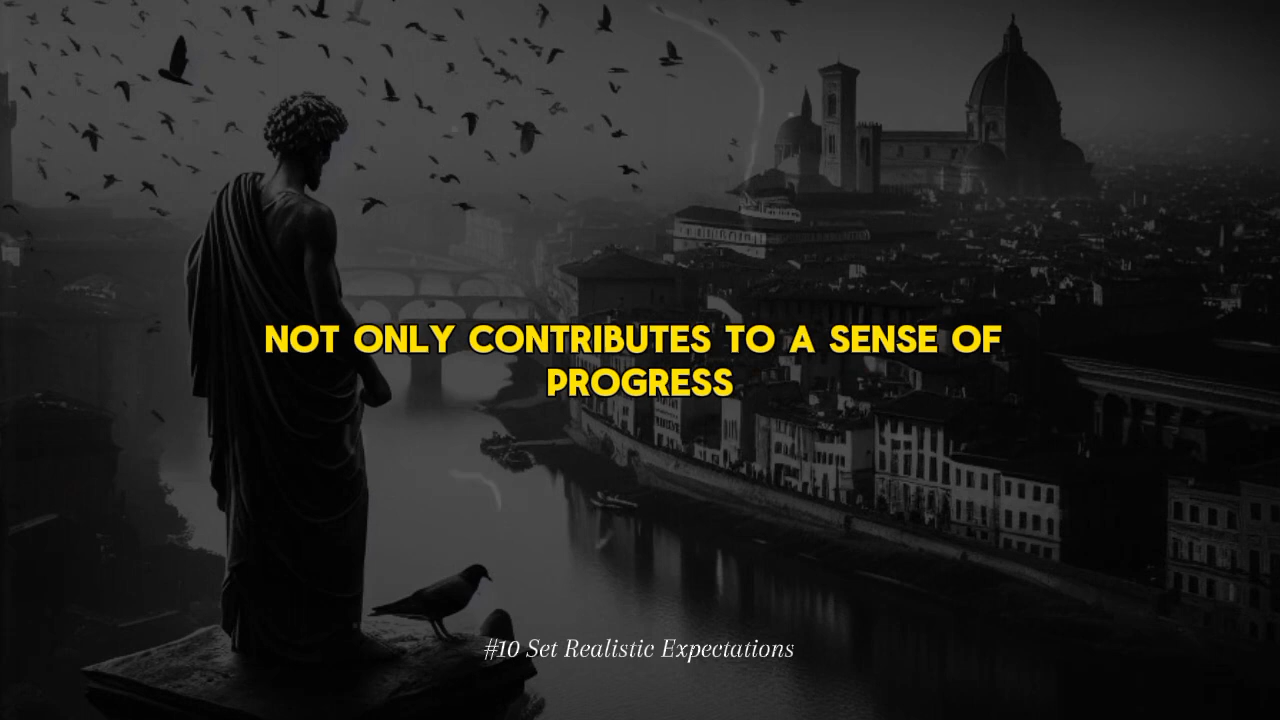 NOT ONLY CONTRIBUTES TO A SENSE OF
PROGRESS
#10 Set Realistic Expectations